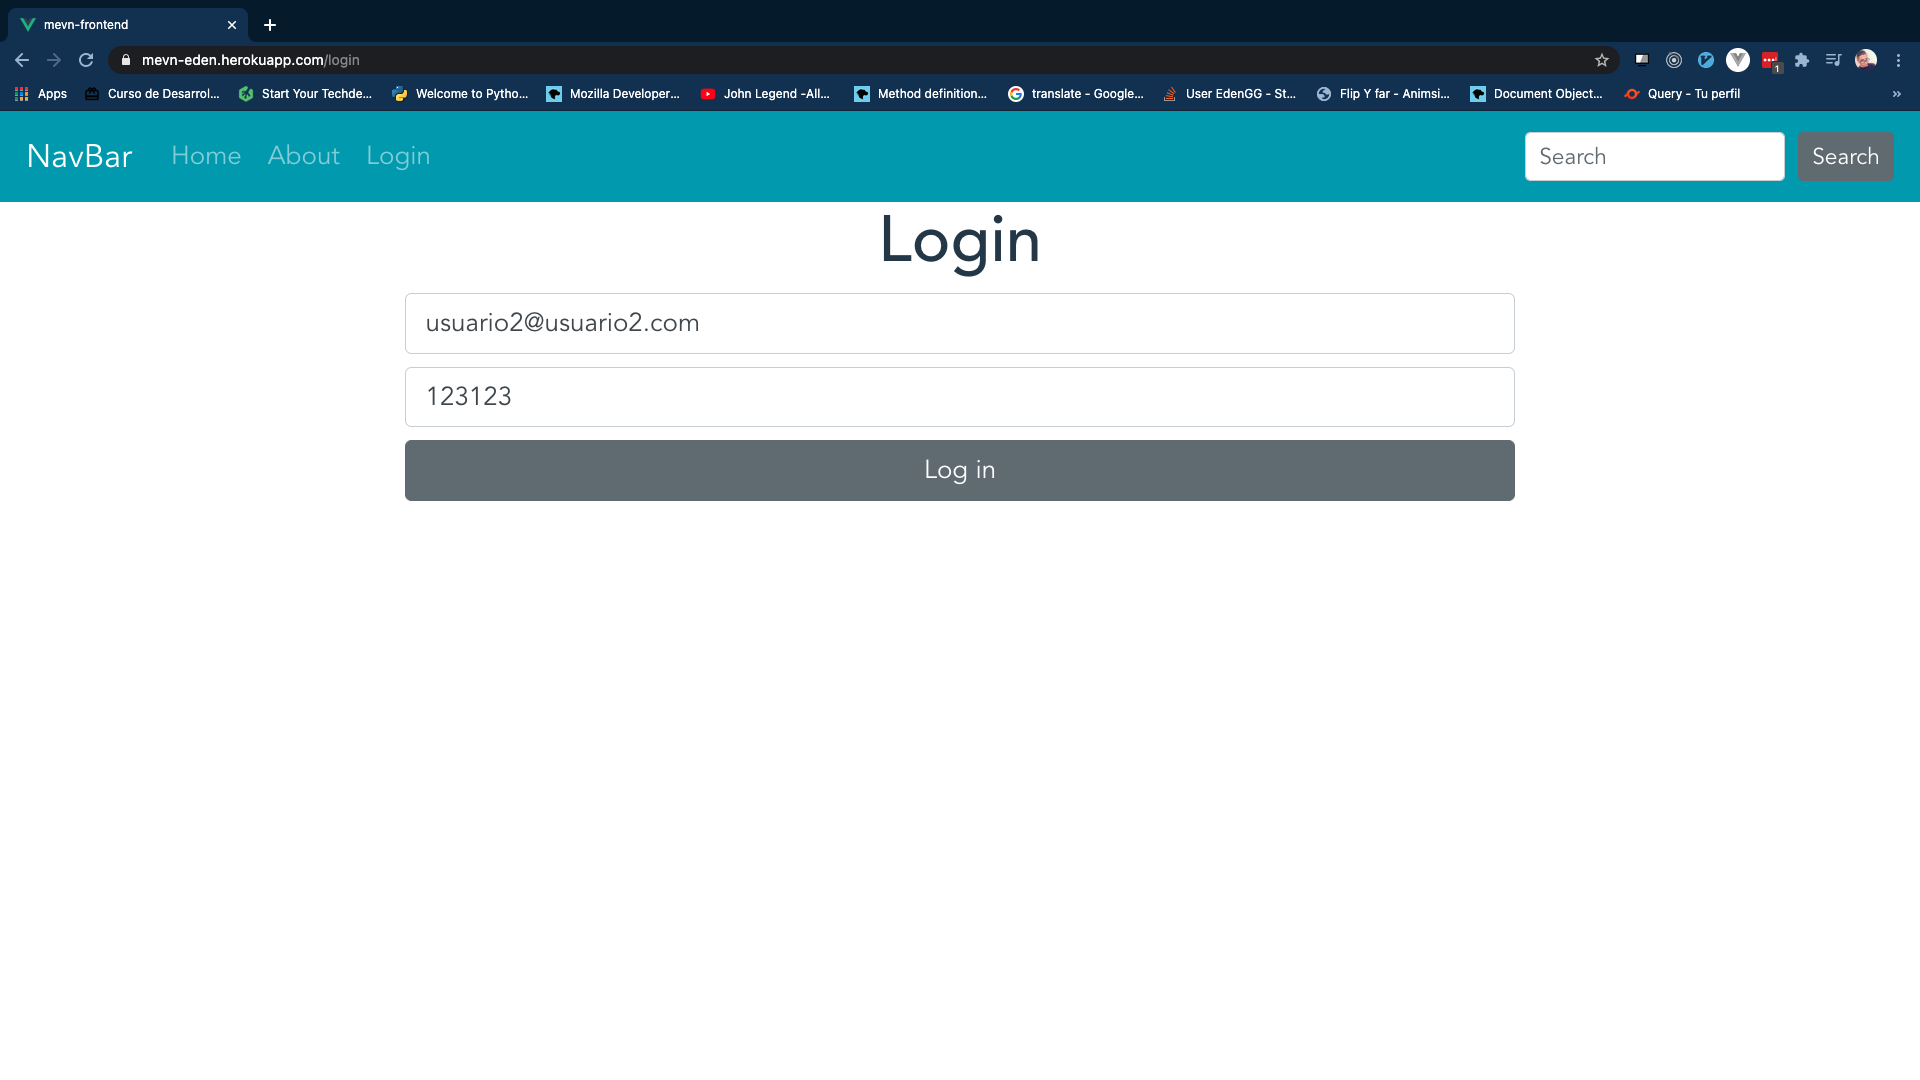 mevn-frontend
mevn-eden.herokuapp.com/login
1
Apps Curso de Desarrol... Start Your Techde... Welcome to Pytho... Mozilla Developer... John Legend -All... Method definition... translate - Google... User EdenGG - St... Flip Y far - Animsi... Document Object... Query - Tu perfil »
NavBar Home About Login Search Search
Login
usuario2@usuario2.com
123123
Log in